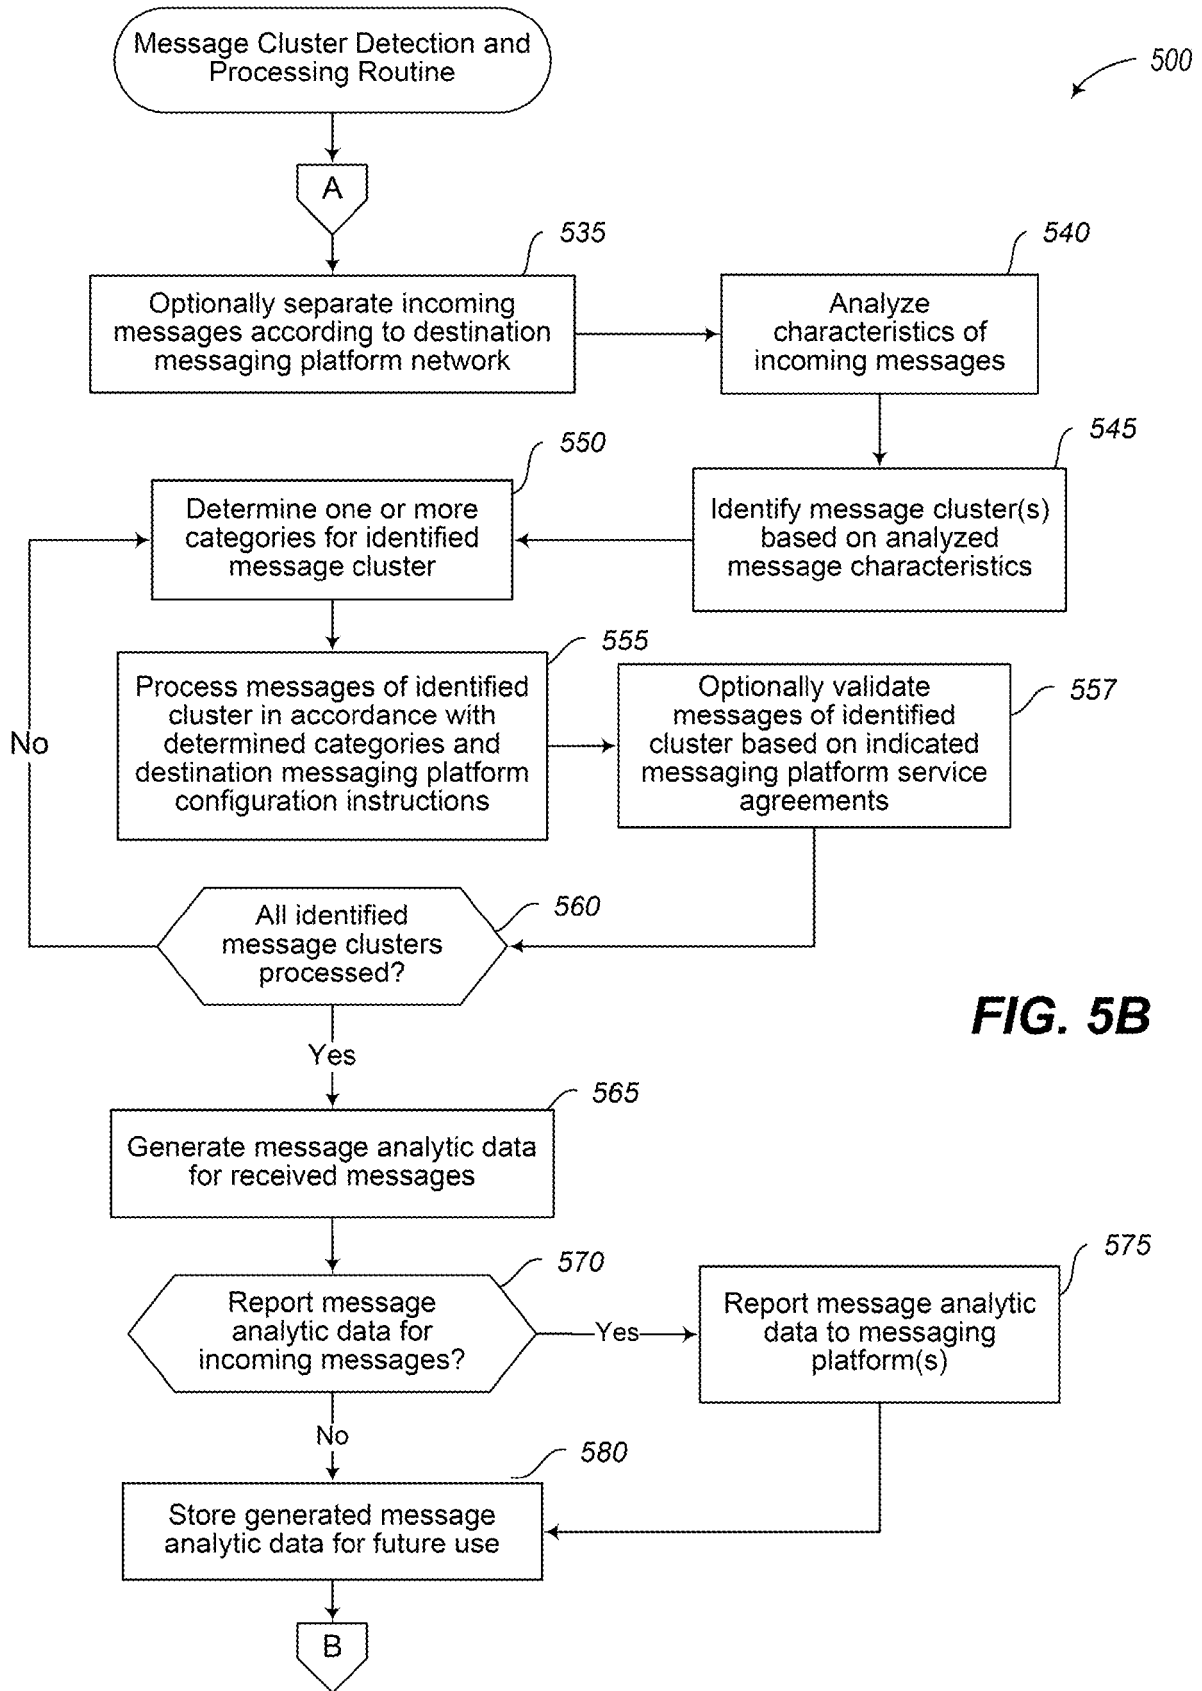 Message Cluster Detection and
Processing Routine
500
A
535
Optionally separate incoming
messages according to destination
messaging platform network
540
Analyze
characteristics of
incoming messages
545
Identify message cluster(s)
based on analyzed
message characteristics
550
Determine one or more
categories for identified
message cluster
555
Process messages of identified
cluster in accordance with
determined categories and
destination messaging platform
configuration instructions
557
Optionally validate
messages of identified
cluster based on indicated
messaging platform service
agreements
No
560
All identified
message clusters
processed?
FIG. 5B
Yes
565
Generate message analytic data
for received messages
570
Report message
analytic data for
incoming messages?
Yes
575
Report message analytic
data to messaging
platform(s)
No
580
Store generated message
analytic data for future use
B